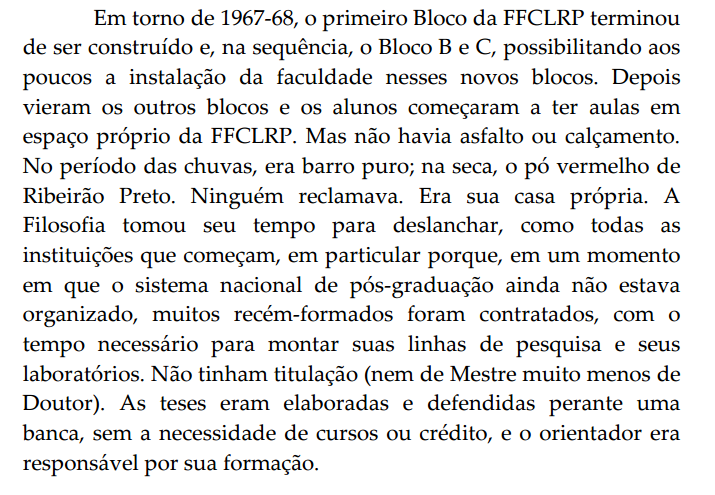 Em torno de 1967-68, o primeiro Bloco da FFCLRP terminou
de ser construído e, na sequência, o Bloco B e C, possibilitando aos
poucos a instalação da faculdade nesses novos blocos. Depois
vieram os outros blocos e os alunos começaram a ter aulas em
espaço próprio da FFCLRP. Mas não havia asfalto ou calçamento.
No período das chuvas, era barro puro; na seca, o pó vermelho de
Ribeirão Preto. Ninguém reclamava. Era sua casa própria. A
Filosofia tomou seu tempo para deslanchar, como todas as
instituições que começam, em particular porque, em um momento
em que o sistema nacional de pós-graduação ainda não estava
organizado, muitos recém-formados foram contratados, com o
tempo necessário para montar suas linhas de pesquisa e seus
laboratórios. Não tinham titulação (nem de Mestre muito menos de
Doutor). As teses eram elaboradas e defendidas perante uma
banca, sem a necessidade de cursos ou crédito, e o orientador era
responsável por sua formação.